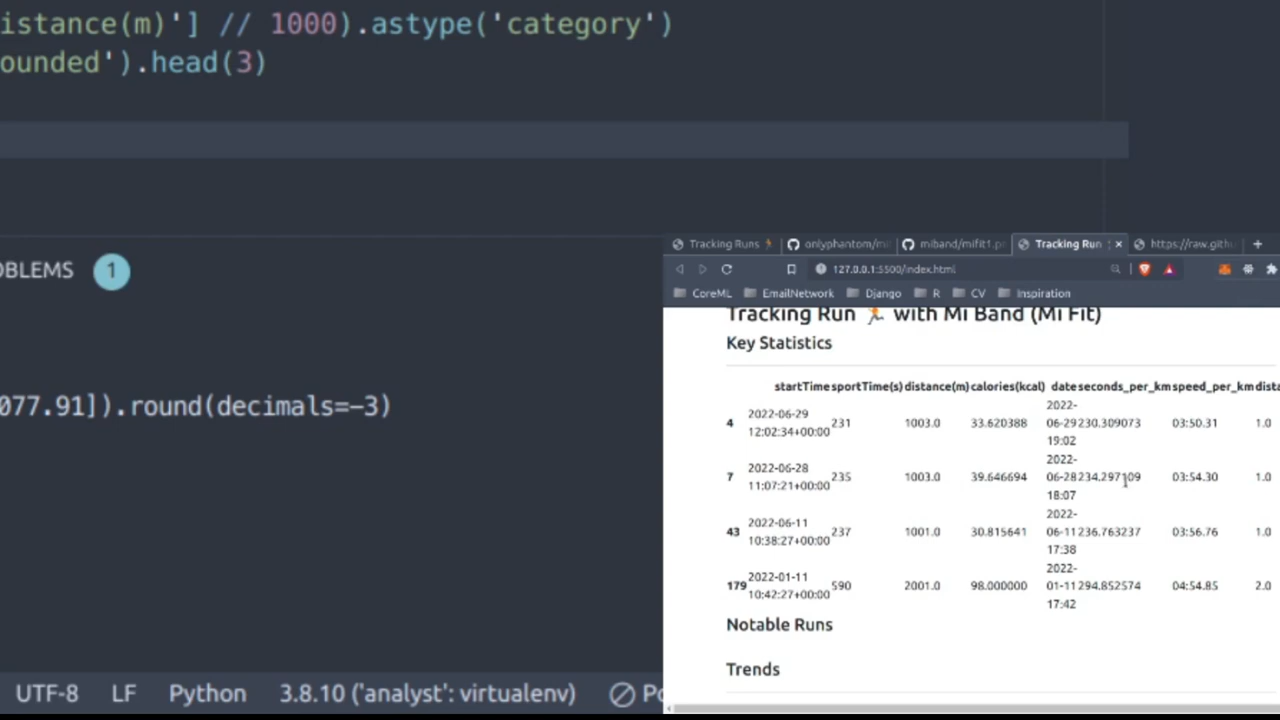 istance(m)'] // 1000).astype('category')
ounded').head(3)
OBLEMS 1
077.91]).round(decimals=-3)
UTF-8 LF Python 3.8.10 ('analyst': virtualenv)
Tracking Runs 🏃 onlyphantom/mi miband/mifit1.p Tracking Run × https://raw.gith +
127.0.0.1:5500/index.html
CoreML EmailNetwork Django R CV Inspiration
Tracking Run 🏃 with Mi Band (Mi Fit)
Key Statistics
startTime sportTime(s) distance(m) calories(kcal) date seconds_per_km speed_per_km dista
4 2022-06-29 12:02:34+00:00 231 1003.0 33.620388 2022-06-29 19:02 230.309073 03:50.31 1.0
7 2022-06-28 11:07:21+00:00 235 1003.0 39.646694 2022-06-28 18:07 234.297109 03:54.30 1.0
43 2022-06-11 10:38:27+00:00 237 1001.0 30.815641 2022-06-11 17:38 236.763237 03:56.76 1.0
179 2022-01-11 10:42:27+00:00 590 2001.0 98.000000 2022-01-11 17:42 294.852574 04:54.85 2.0
Notable Runs
Trends